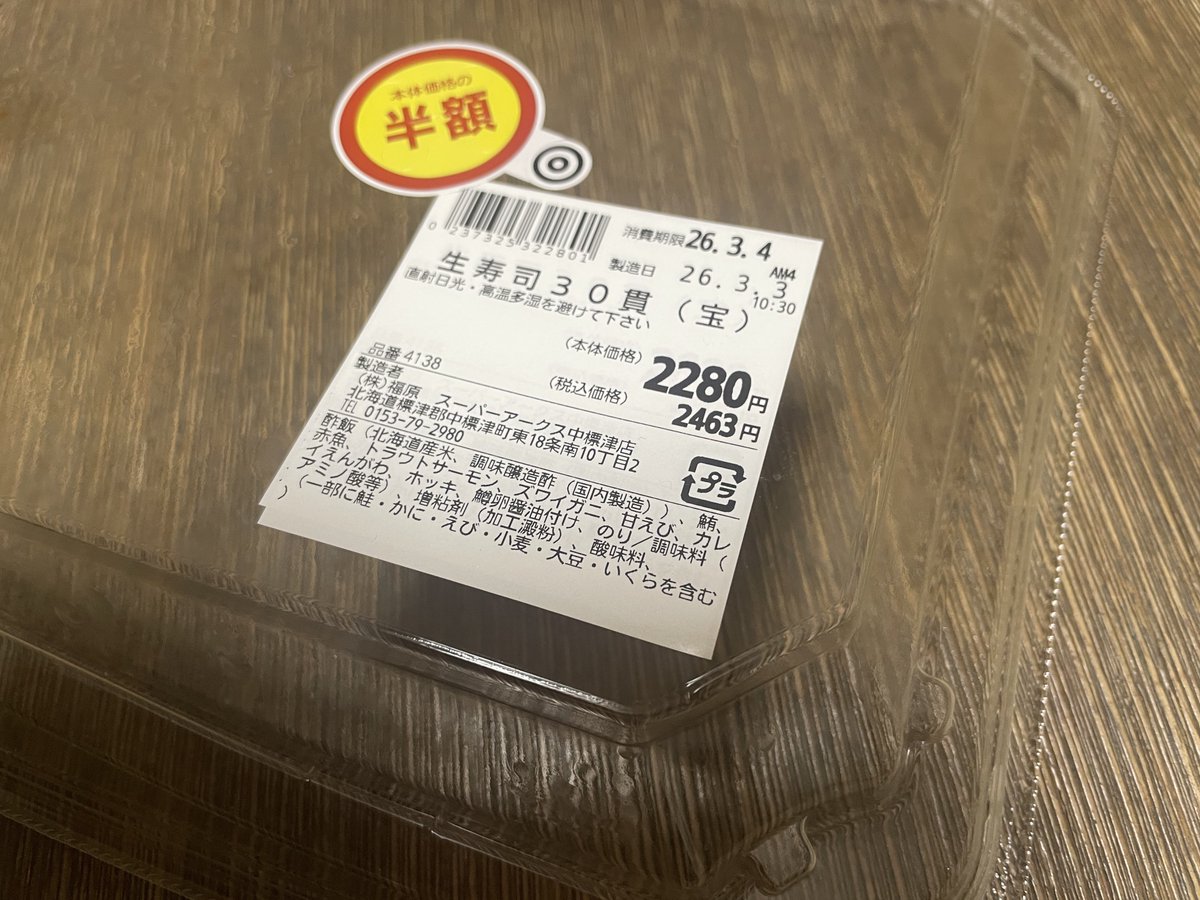 本体価格の
半額
0 237325 322801
消費期限26.3.4
AM4
製造日 26.3.3
10:30
生寿司30貫(宝)
直射日光・高温多湿を避けて下さい
(本体価格) 2280円
(税込価格) 2463円
品番4138
製造者
(株)福原 スーパーアークス中標津店
北海道標津郡中標津町東18条南10丁目2
TEL 0153-79-2980
プラ
酢飯(北海道産米、調味醸造酢(国内製造))、鮪、
赤魚、トラウトサーモン、ズワイガニ、甘えび、カレ
イえんがわ、ホッキ、鱒卵醤油付け、のり/調味料(
アミノ酸等)、増粘剤(加工澱粉)、酸味料、
(一部に鮭・かに・えび・小麦・大豆・いくらを含む
)